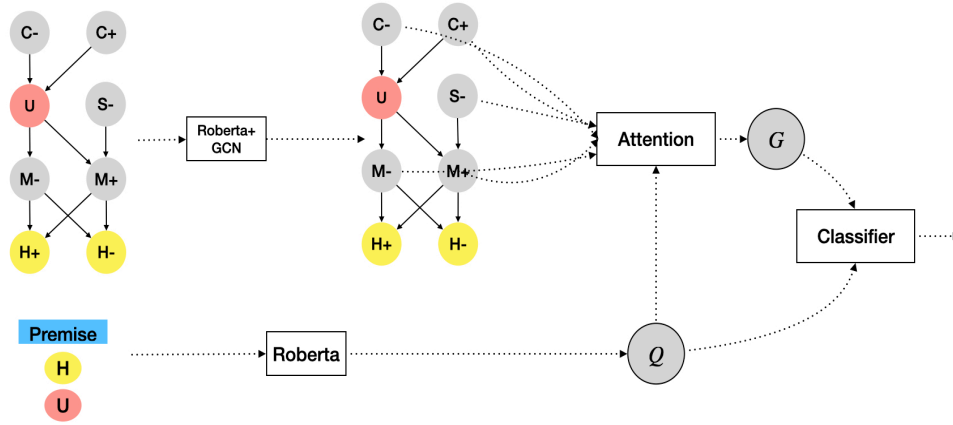 C-
C+
U
S-
M-
M+
H+
H-
Roberta+
GCN
C-
C+
U
S-
M-
M+
H+
H-
Attention
G
Classifier
Premise
H
U
Roberta
Q